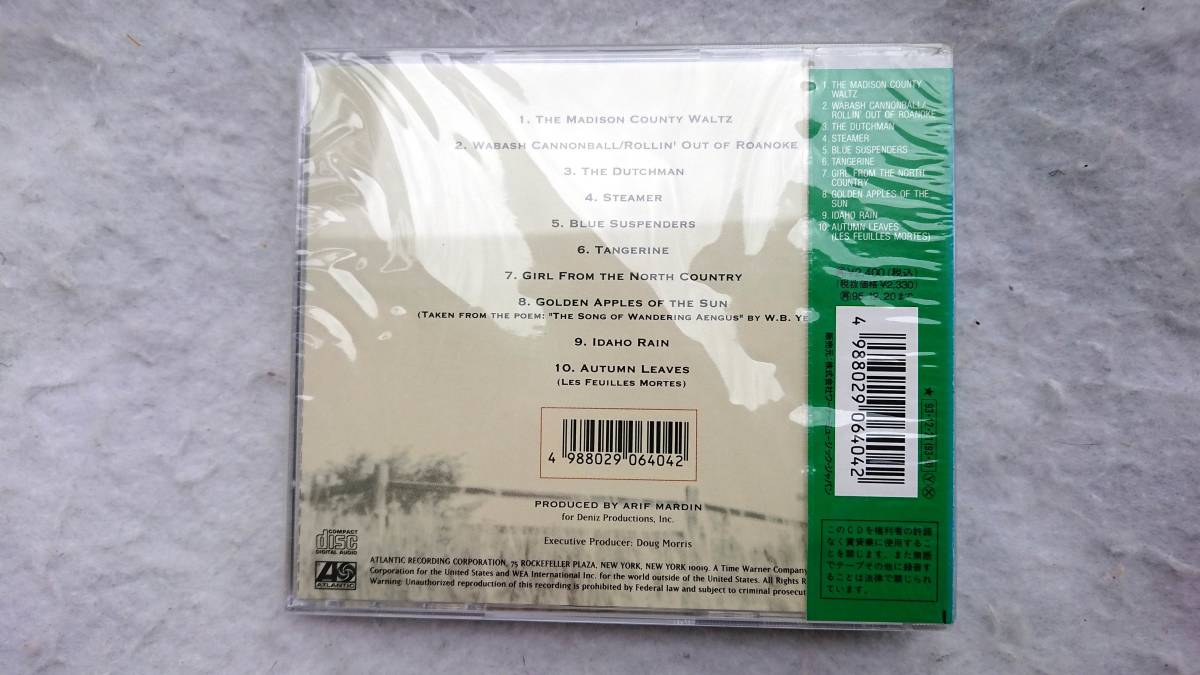 1. THE MADISON COUNTY WALTZ
2. WABASH CANNONBALL/ROLLIN' OUT OF ROANOKE
3. THE DUTCHMAN
4. STEAMER
5. BLUE SUSPENDERS
6. TANGERINE
7. GIRL FROM THE NORTH COUNTRY
8. GOLDEN APPLES OF THE SUN
(TAKEN FROM THE POEM: "THE SONG OF WANDERING AENGUS" BY W.B. YE
9. IDAHO RAIN
10. AUTUMN LEAVES
(LES FEUILLES MORTES)
4 988029 064042
PRODUCED BY ARIF MARDIN
for Deniz Productions, Inc.
Executive Producer: Doug Morris
COMPACT
disc
DIGITAL AUDIO
ATLANTIC
ATLANTIC RECORDING CORPORATION, 75 ROCKEFELLER PLAZA, NEW YORK, NEW YORK 10019. A Time Warner Company
Corporation for the United States and WEA International Inc. for the world outside of the United States. All Rights R
Warning: Unauthorized reproduction of this recording is prohibited by Federal law and subject to criminal prosecut
1. THE MADISON COUNTY
WALTZ
2. WABASH CANNONBALL/
ROLLIN' OUT OF ROANOKE
3. THE DUTCHMAN
4. STEAMER
5. BLUE SUSPENDERS
6. TANGERINE
7. GIRL FROM THE NORTH
COUNTRY
8. GOLDEN APPLES OF THE
SUN
9. IDAHO RAIN
10. AUTUMN LEAVES
(LES FEUILLES MORTES)
¥2,400(税込)
(税抜価格¥2,330)
95.12.20まで
4 988029 064042
このCDを権利者の許諾
なく賃貸業に使用するこ
とを禁じます。また無断
でテープその他に録音す
ることは法律で禁じられ
ています。